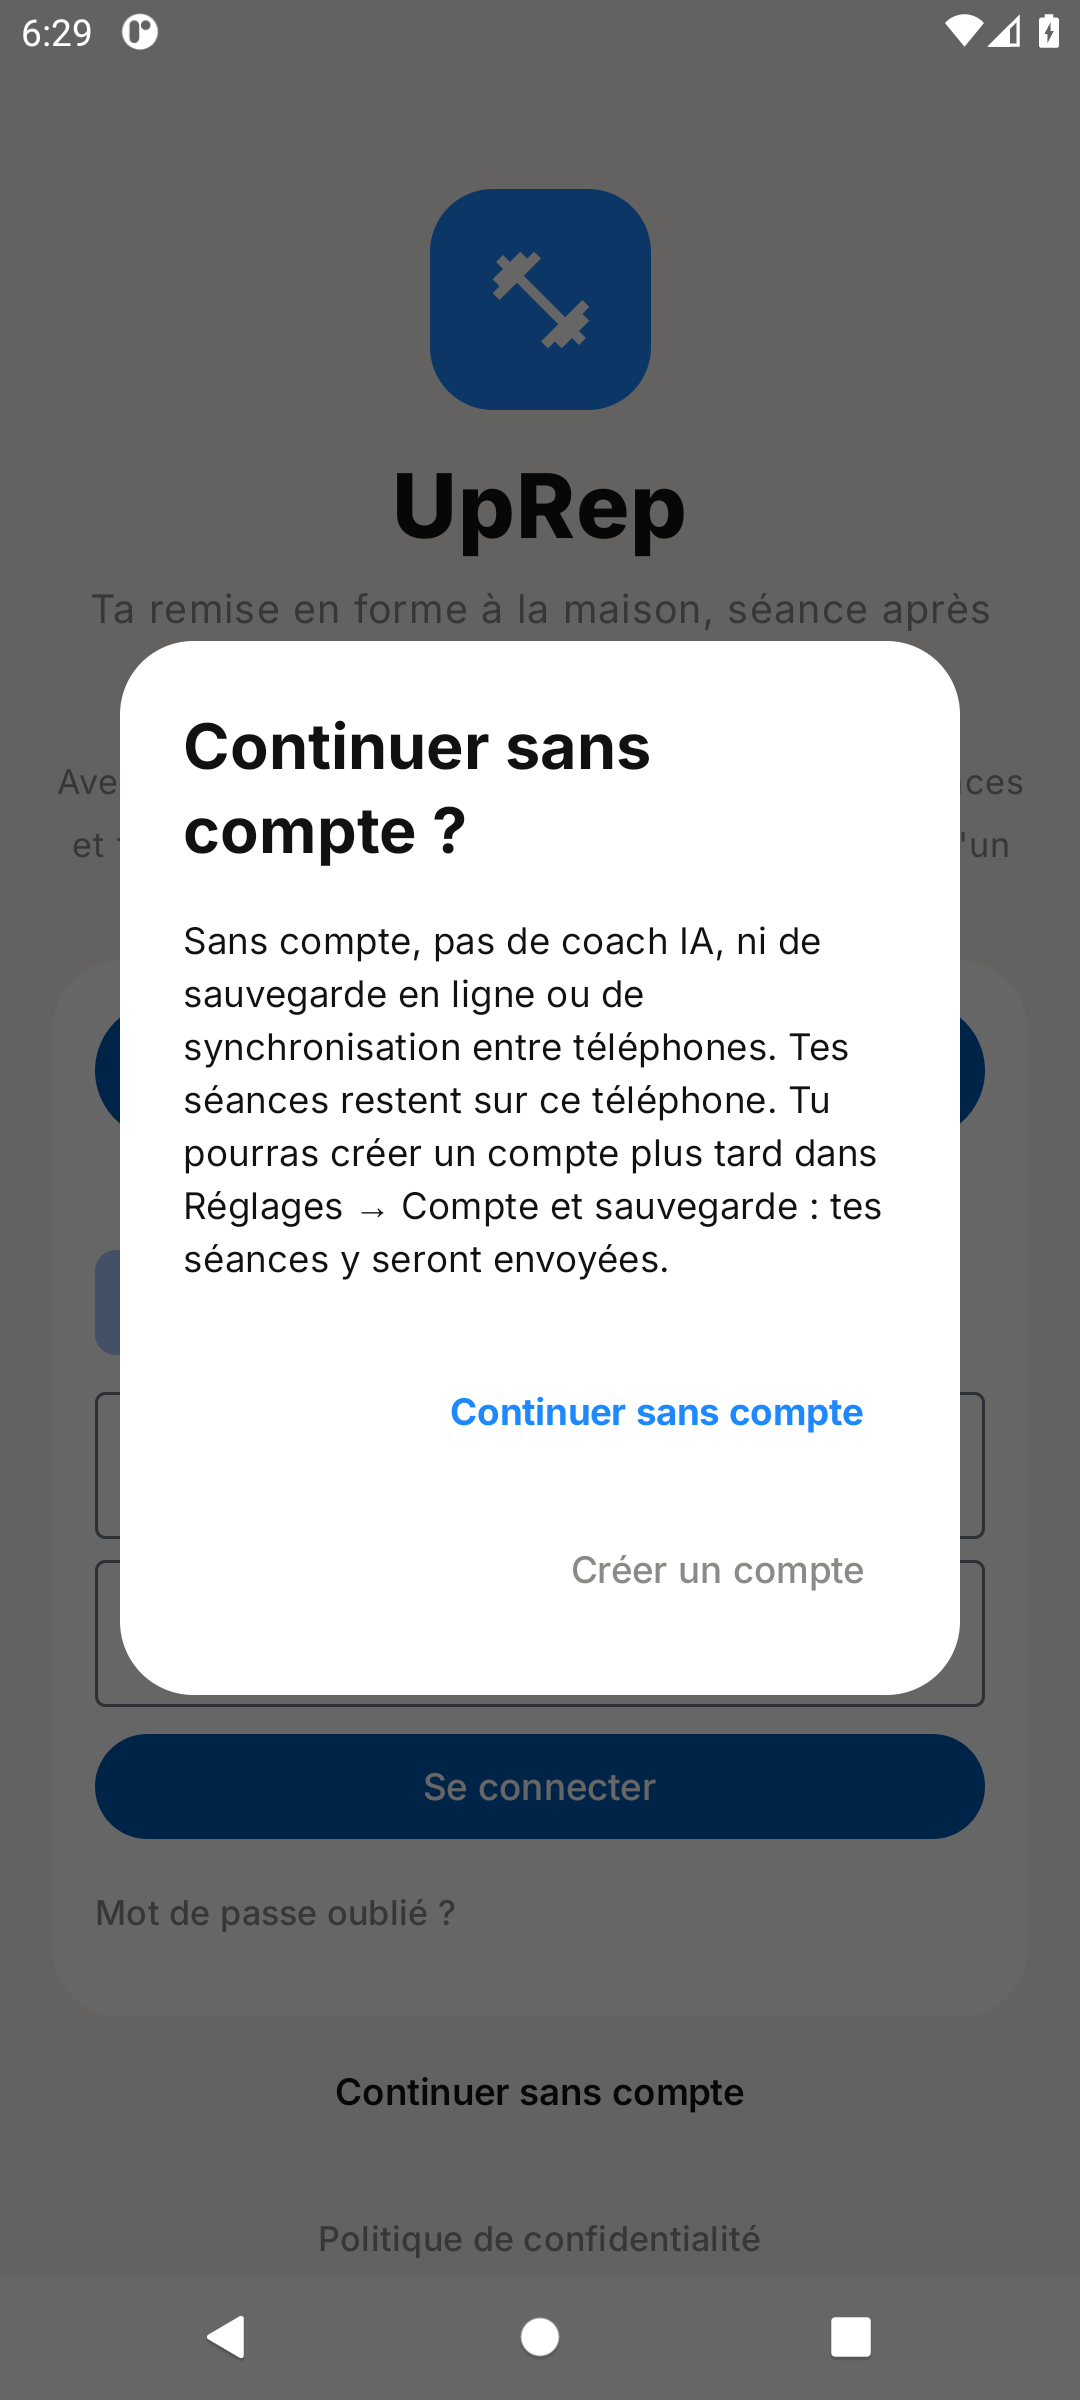 6:29
UpRep
Ta remise en forme à la maison, séance après
Continuer sans
compte ?
Sans compte, pas de coach IA, ni de
sauvegarde en ligne ou de
synchronisation entre téléphones. Tes
séances restent sur ce téléphone. Tu
pourras créer un compte plus tard dans
Réglages → Compte et sauvegarde : tes
séances y seront envoyées.
Continuer sans compte
Créer un compte
Se connecter
Mot de passe oublié ?
Continuer sans compte
Politique de confidentialité